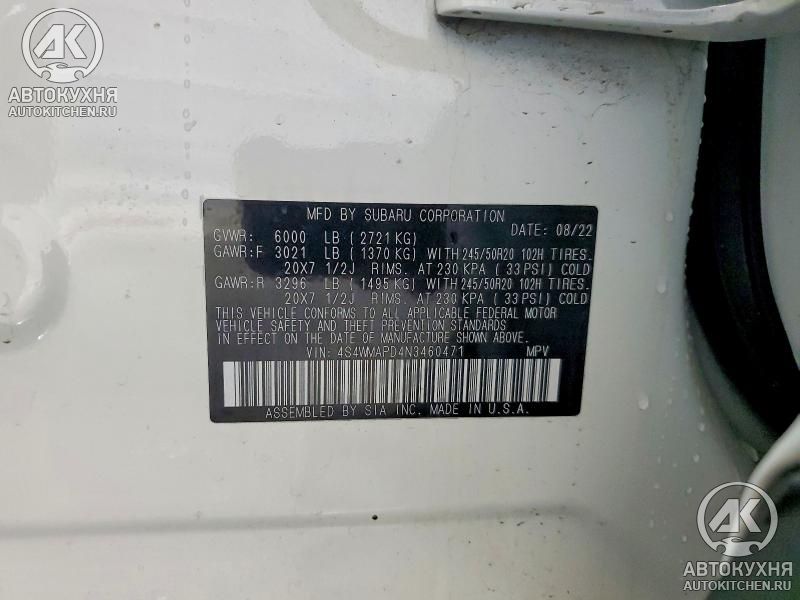 AK
АВТОКУХНЯ
AUTOKITCHEN.RU
MFD BY SUBARU CORPORATION
GVWR: 6000 LB ( 2721 KG) DATE: 08/22
GAWR:F 3021 LB ( 1370 KG) WITH 245/50R20 102H TIRES.
20X7 1/2J RIMS. AT 230 KPA ( 33 PSI) COLD
GAWR:R 3296 LB ( 1495 KG) WITH 245/50R20 102H TIRES.
20X7 1/2J RIMS. AT 230 KPA ( 33 PSI) COLD
THIS VEHICLE CONFORMS TO ALL APPLICABLE FEDERAL MOTOR
VEHICLE SAFETY AND THEFT PREVENTION STANDARDS
IN EFFECT ON THE DATE OF MANUFACTURE SHOWN ABOVE.
VIN: 4S4WMAPD4N3460471 MPV
ASSEMBLED BY SIA INC. MADE IN U.S.A.
AK
АВТОКУХНЯ
AUTOKITCHEN.RU